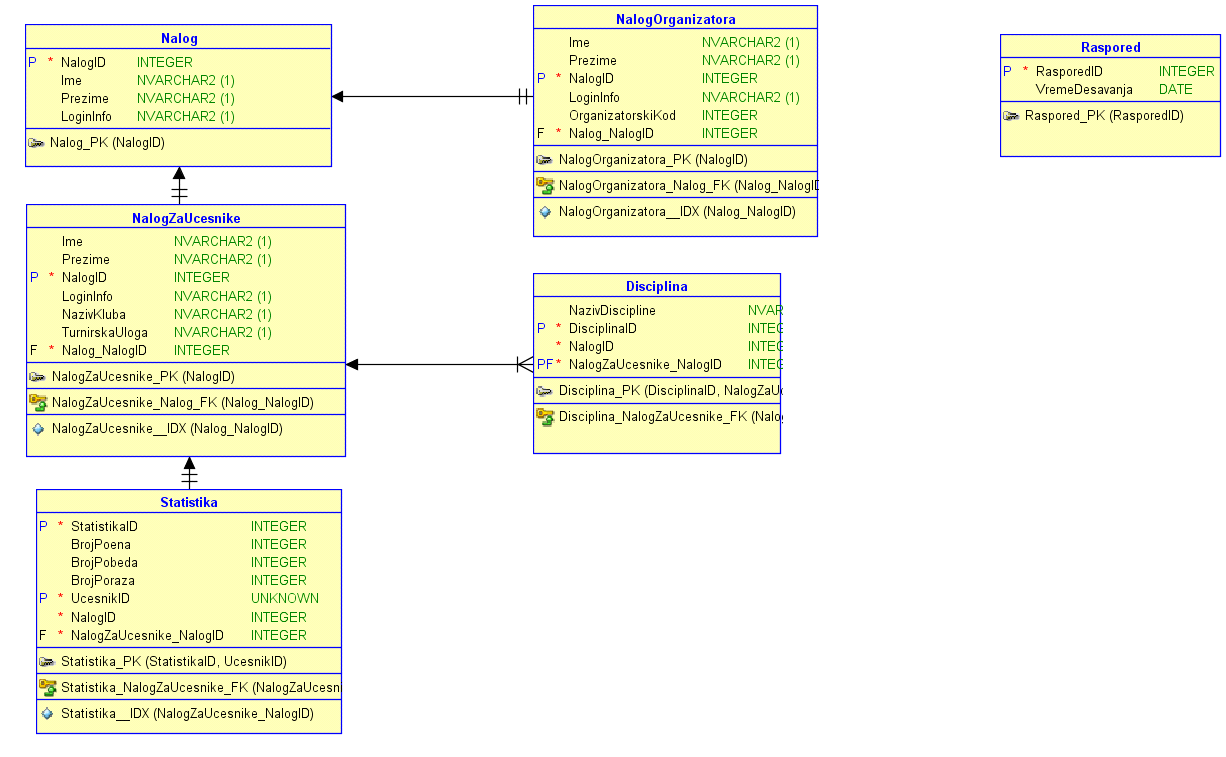 Nalog
P * NalogID INTEGER
Ime NVARCHAR2 (1)
Prezime NVARCHAR2 (1)
LoginInfo NVARCHAR2 (1)
Nalog_PK (NalogID)
NalogOrganizatora
Ime NVARCHAR2 (1)
Prezime NVARCHAR2 (1)
P * NalogID INTEGER
LoginInfo NVARCHAR2 (1)
OrganizatorskiKod INTEGER
F * Nalog_NalogID INTEGER
NalogOrganizatora_PK (NalogID)
NalogOrganizatora_Nalog_FK (Nalog_NalogID
NalogOrganizatora__IDX (Nalog_NalogID)
Raspored
P * RasporedID INTEGER
VremeDesavanja DATE
Raspored_PK (RasporedID)
NalogZaUcesnike
Ime NVARCHAR2 (1)
Prezime NVARCHAR2 (1)
P * NalogID INTEGER
LoginInfo NVARCHAR2 (1)
NazivKluba NVARCHAR2 (1)
TurnirskaUloga NVARCHAR2 (1)
F * Nalog_NalogID INTEGER
NalogZaUcesnike_PK (NalogID)
NalogZaUcesnike_Nalog_FK (Nalog_NalogID)
NalogZaUcesnike__IDX (Nalog_NalogID)
Disciplina
NazivDiscipline NVAR
P * DisciplinaID INTEG
* NalogID INTEG
PF * NalogZaUcesnike_NalogID INTEG
Disciplina_PK (DisciplinaID, NalogZaUc
Disciplina_NalogZaUcesnike_FK (Nalog
Statistika
P * StatistikaID INTEGER
BrojPoena INTEGER
BrojPobeda INTEGER
BrojPoraza INTEGER
P * UcesnikID UNKNOWN
* NalogID INTEGER
F * NalogZaUcesnike_NalogID INTEGER
Statistika_PK (StatistikaID, UcesnikID)
Statistika_NalogZaUcesnike_FK (NalogZaUcesn
Statistika__IDX (NalogZaUcesnike_NalogID)